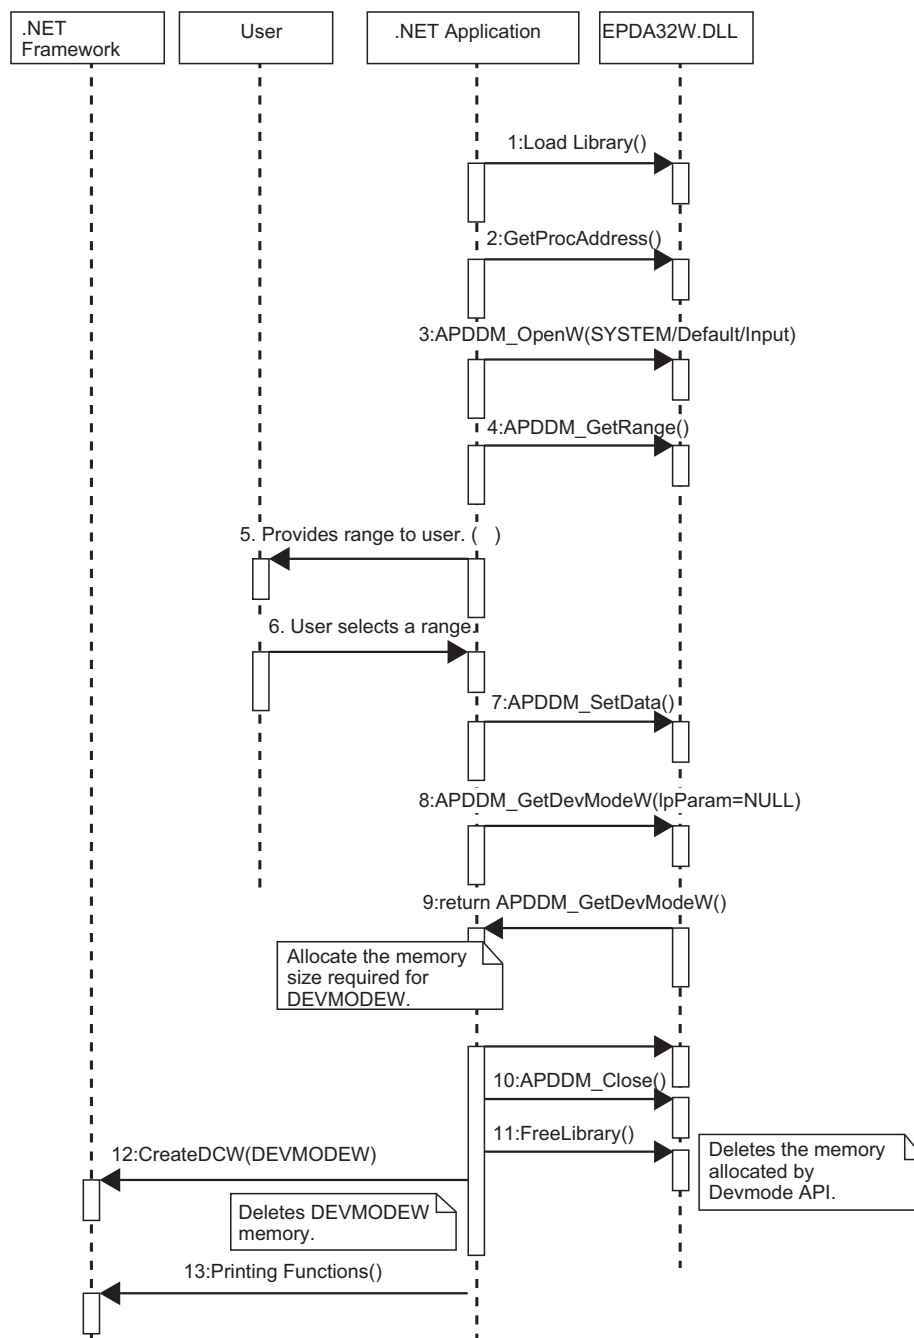 .NET
Framework
User
.NET Application
EPDA32W.DLL
1:Load Library()
2:GetProcAddress()
3:APDDM_OpenW(SYSTEM/Default/Input)
4:APDDM_GetRange()
5. Provides range to user. (   )
6. User selects a range.
7:APDDM_SetData()
8:APDDM_GetDevModeW(lpParam=NULL)
9:return APDDM_GetDevModeW()
Allocate the memory
size required for
DEVMODEW.
10:APDDM_Close()
11:FreeLibrary()
Deletes the memory
allocated by
Devmode API.
12:CreateDCW(DEVMODEW)
Deletes DEVMODEW
memory.
13:Printing Functions()